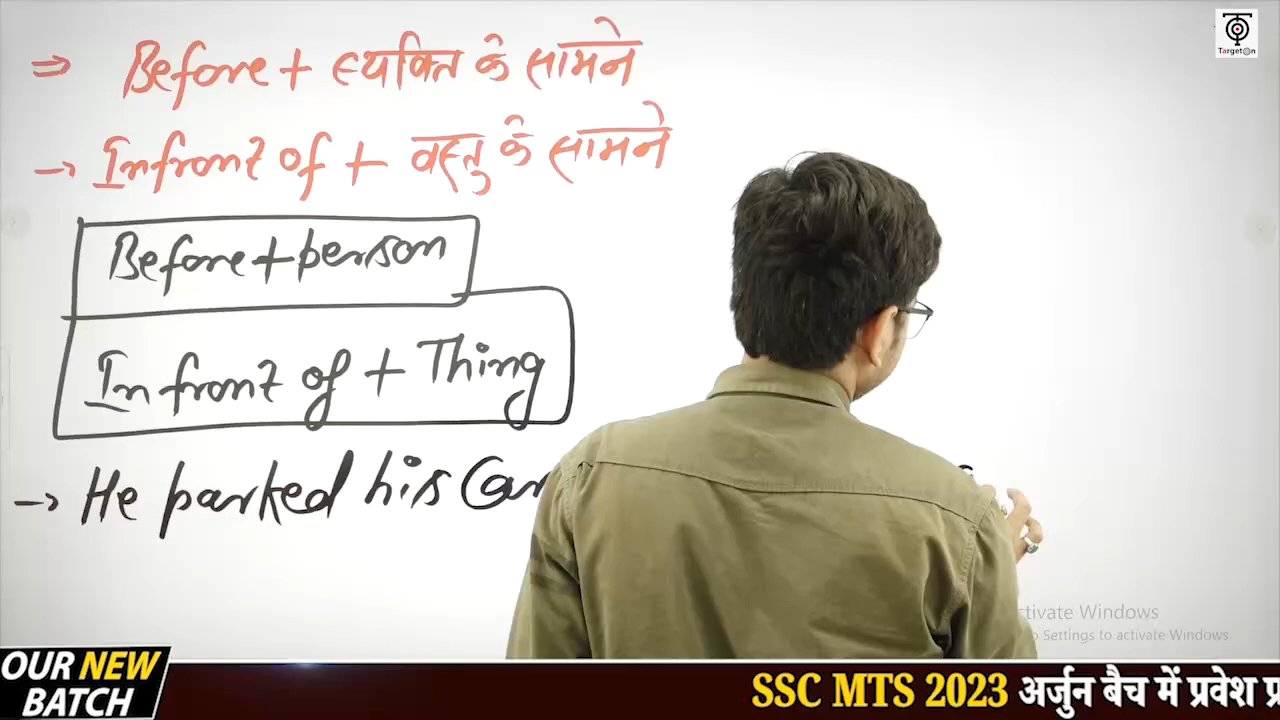 ⇒ Before + व्यक्ति के सामने
→ Infront of + वस्तु के सामने
Before + person
Infront of + Thing
→ He parked his Car
TargetOn
Activate Windows
o Settings to activate Windows.
OUR NEW
BATCH
SSC MTS 2023 अर्जुन बैच में प्रवेश प्र